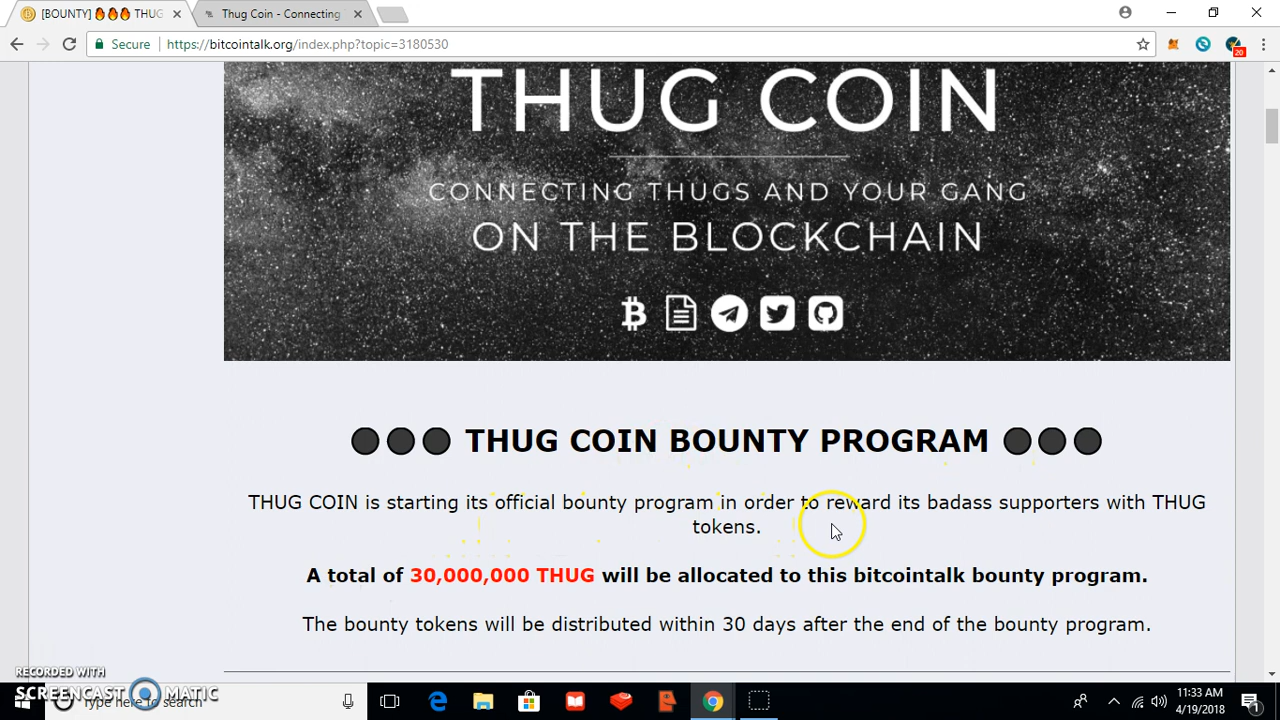 [BOUNTY] 🔥🔥🔥 THUG
Thug Coin - Connecting
Secure
https://bitcointalk.org/index.php?topic=3180530
20
THUG COIN
CONNECTING THUGS AND YOUR GANG
ON THE BLOCKCHAIN
●●● THUG COIN BOUNTY PROGRAM ●●●
THUG COIN is starting its official bounty program in order to reward its badass supporters with THUG
tokens.
A total of 30,000,000 THUG will be allocated to this bitcointalk bounty program.
The bounty tokens will be distributed within 30 days after the end of the bounty program.
RECORDED WITH
SCREENCAST MATIC
Type here to search
11:33 AM
4/19/2018
1